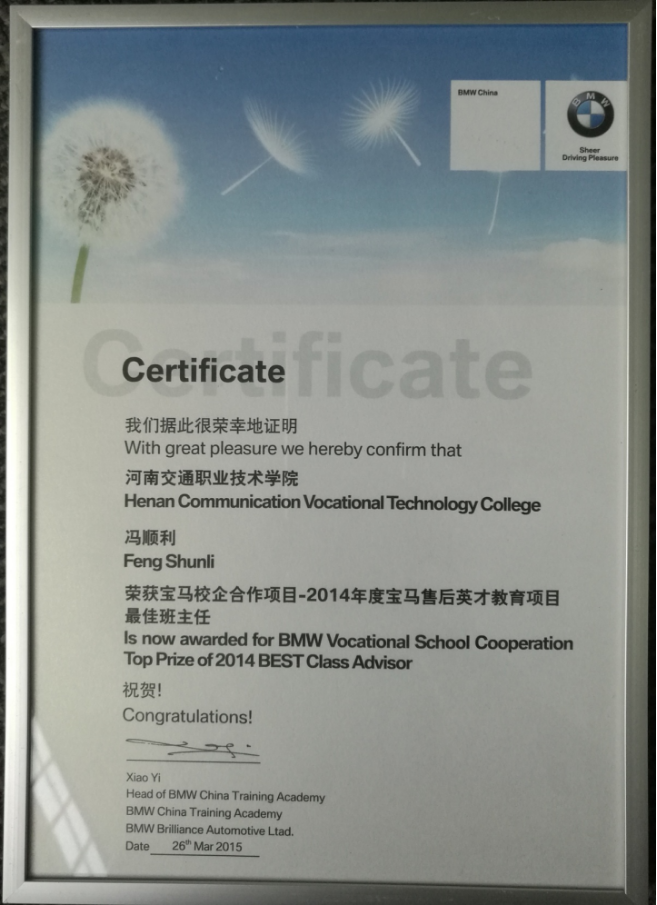 BMW China
BMW
Sheer
Driving Pleasure
Certificate
Certificate
我们据此很荣幸地证明
With great pleasure we hereby confirm that
河南交通职业技术学院
Henan Communication Vocational Technology College
冯顺利
Feng Shunli
荣获宝马校企合作项目-2014年度宝马售后英才教育项目
最佳班主任
Is now awarded for BMW Vocational School Cooperation
Top Prize of 2014 BEST Class Advisor
祝贺!
Congratulations!
Xiao Yi
Head of BMW China Training Academy
BMW China Training Academy
BMW Brilliance Automotive Ltad.
Date 26th Mar 2015